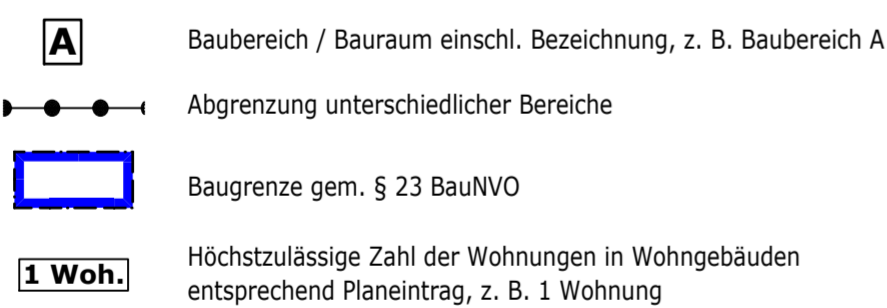 A Baubereich / Bauraum einschl. Bezeichnung, z. B. Baubereich A
Abgrenzung unterschiedlicher Bereiche
Baugrenze gem. § 23 BauNVO
1 Woh. Höchstzulässige Zahl der Wohnungen in Wohngebäuden
entsprechend Planeintrag, z. B. 1 Wohnung